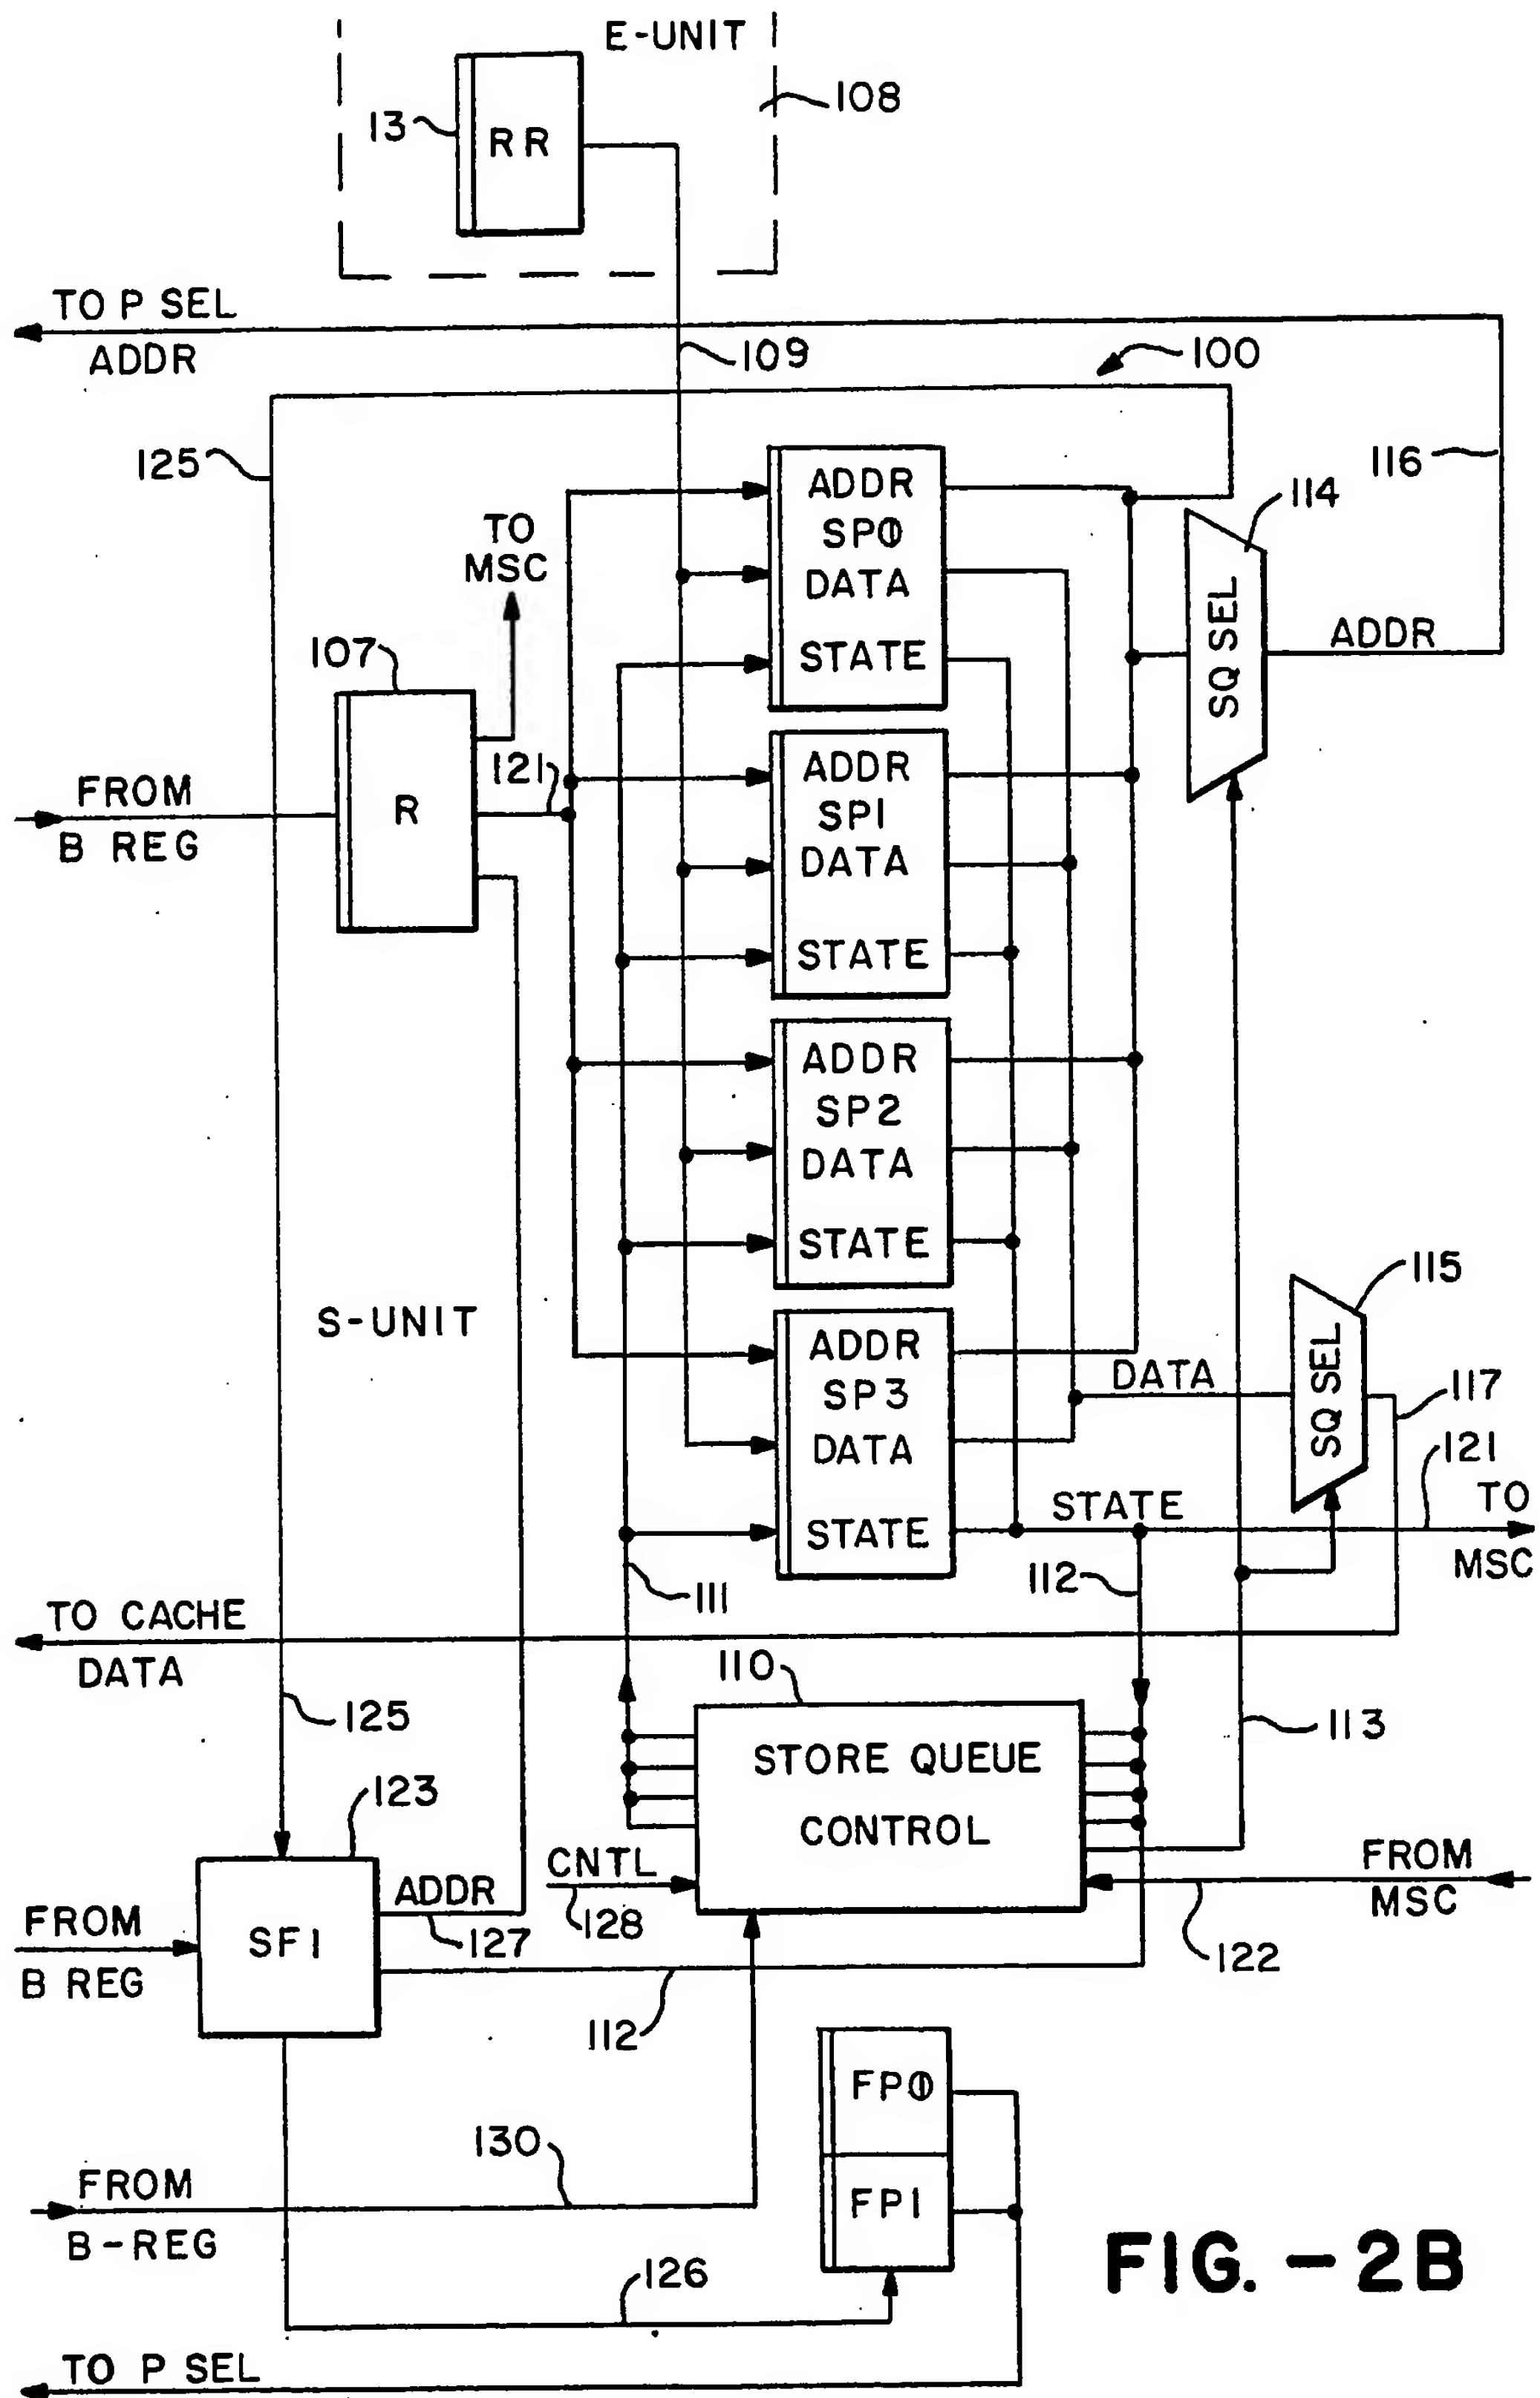 E-UNIT
108
13
RR
TO P SEL
ADDR
109
100
125
116
ADDR
SP0
DATA
STATE
114
SQ SEL
ADDR
TO
MSC
107
R
121
FROM
B REG
ADDR
SP1
DATA
STATE
ADDR
SP2
DATA
STATE
S-UNIT
115
SQ SEL
ADDR
SP3
DATA
STATE
DATA
117
121
STATE
TO
MSC
112
111
TO CACHE
DATA
110
125
113
STORE QUEUE
CONTROL
123
CNTL
128
FROM
MSC
122
ADDR
127
FROM
B REG
SF1
112
FP0
FP1
130
FROM
B-REG
126
FIG.-2B
TO P SEL